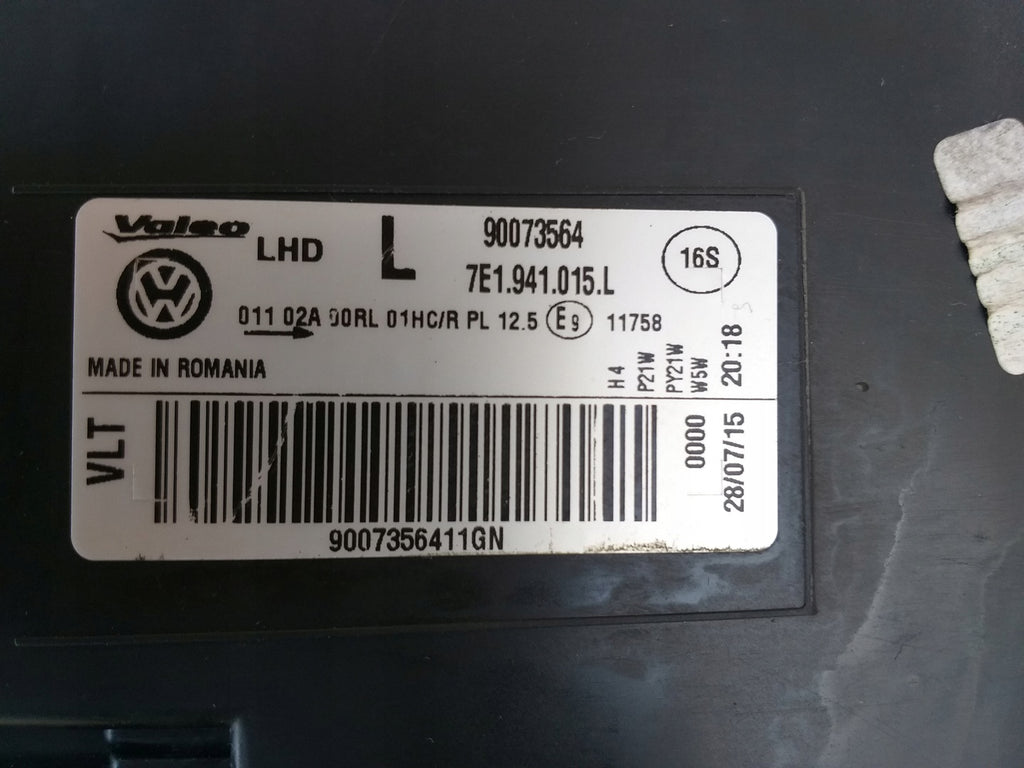 Valeo
LHD
L
90073564
7E1.941.015.L
16S
011 02A 00RL 01HC/R PL 12.5 E9 11758
MADE IN ROMANIA
H4
P21W
PY21W
W5W
20:18
VLT
0000
28/07/15
9007356411GN